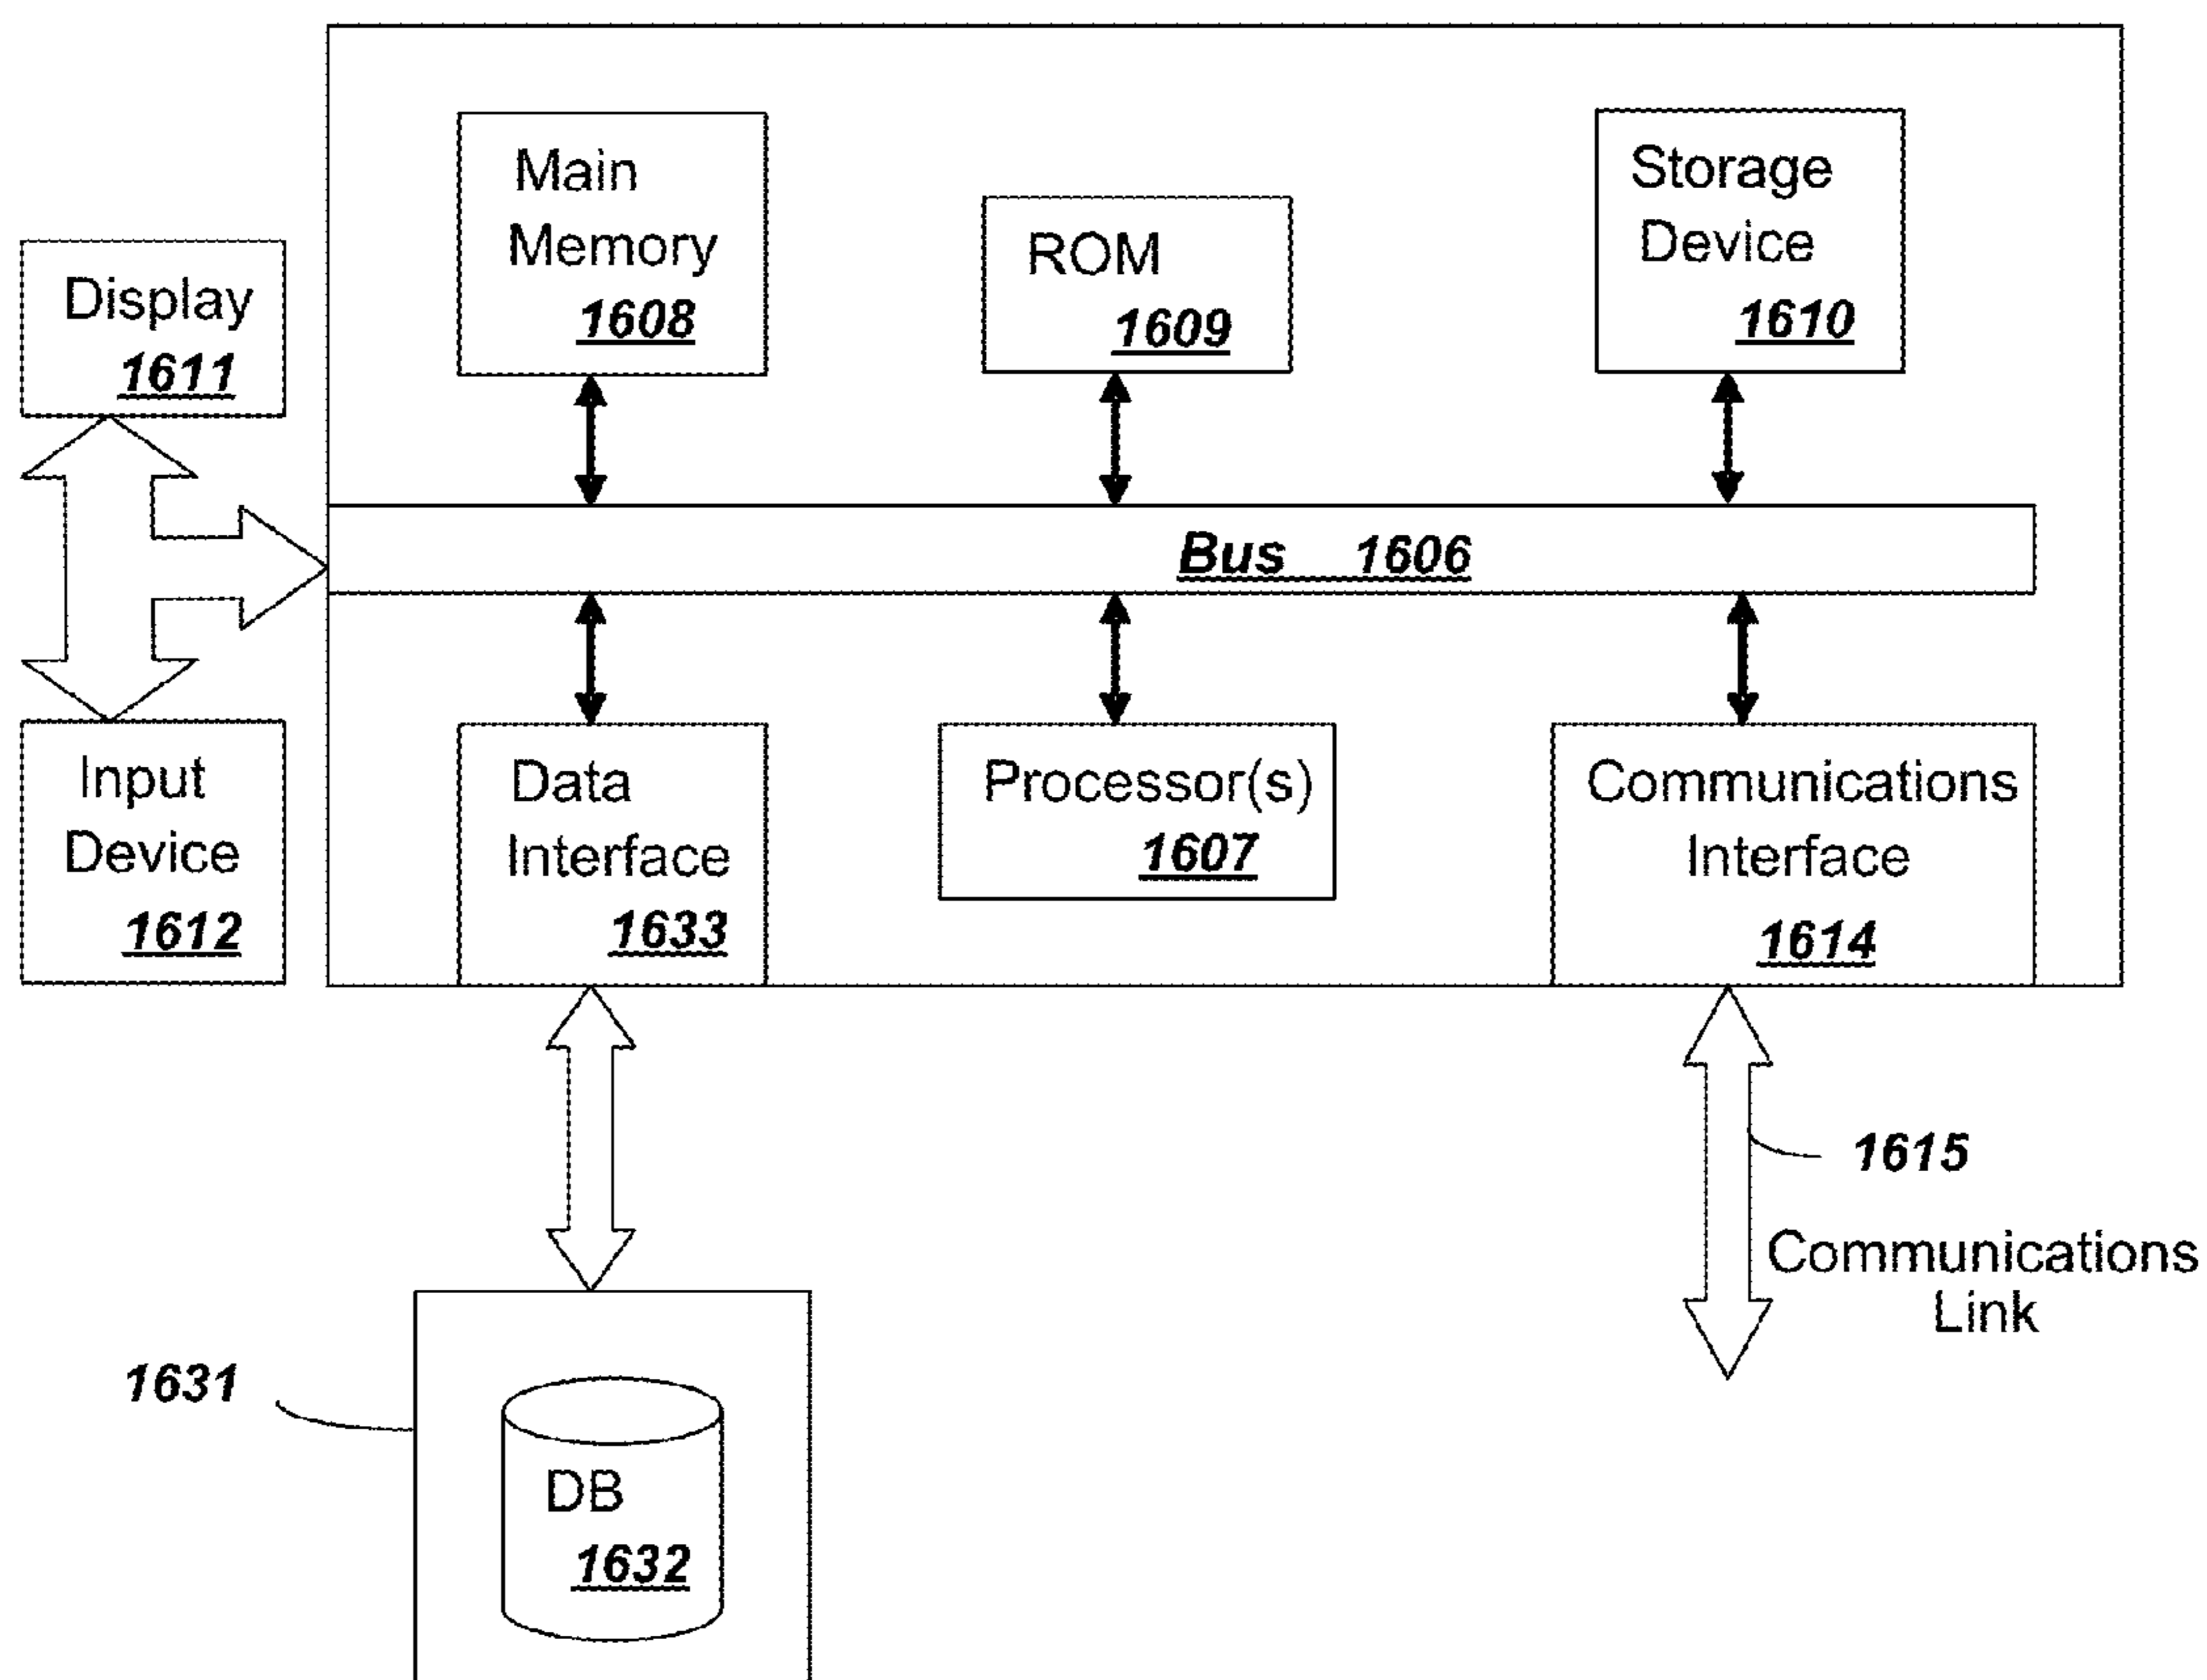 Main
Memory
1608
ROM
1609
Storage
Device
1610
Display
1611
Bus 1606
Input
Device
1612
Data
Interface
1633
Processor(s)
1607
Communications
Interface
1614
1615
Communications
Link
1631
DB
1632